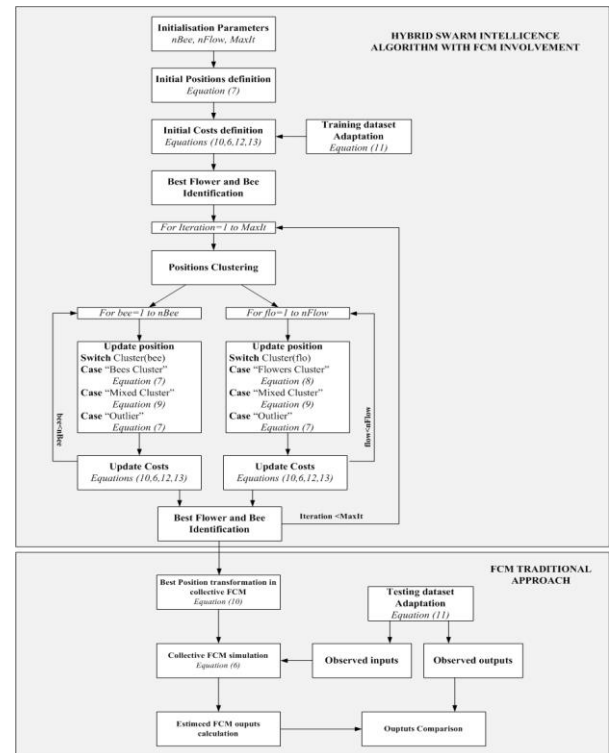 HYBRID SWARM INTELLIGENCE
ALGORITHM WITH FCM INVOLVEMENT
Initialisation Parameters
nBee, nFlow, MaxIt
Initial Positions definition
Equation (7)
Initial Costs definition
Equations (10,6,12,13)
Training dataset
Adaptation
Equation (11)
Best Flower and Bee
Identification
For Iteration=1 to MaxIt
Positions Clustering
For bee=1 to nBee
For flo=1 to nFlow
Update position
Switch Cluster(bee)
Case “Bees Cluster”
Equation (7)
Case “Mixed Cluster”
Equation (9)
Case “Outlier”
Equation (7)
Update position
Switch Cluster(flo)
Case “Flowers Cluster”
Equation (8)
Case “Mixed Cluster”
Equation (9)
Case “Outlier”
Equation (7)
bee<nBee
flow<nFlow
Update Costs
Equations (10,6,12,13)
Update Costs
Equations (10,6,12,13)
Best Flower and Bee
Identification
Iteration <MaxIt
FCM TRADITIONAL
APPROACH
Best Position transformation in
collective FCM
Equation (10)
Testing dataset
Adaptation
Equation (11)
Collective FCM simulation
Equation (6)
Observed inputs
Observed outputs
Estimeed FCM ouputs
calculation
Ouptuts Comparison